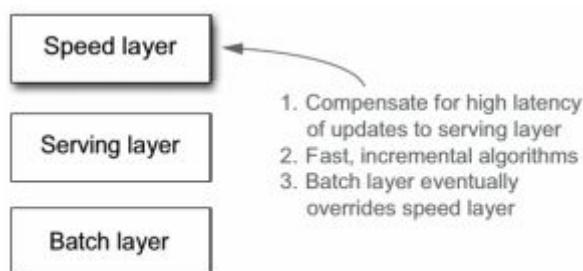 Speed layer
1. Compensate for high latency
of updates to serving layer
2. Fast, incremental algorithms
3. Batch layer eventually
overrides speed layer
Serving layer
Batch layer